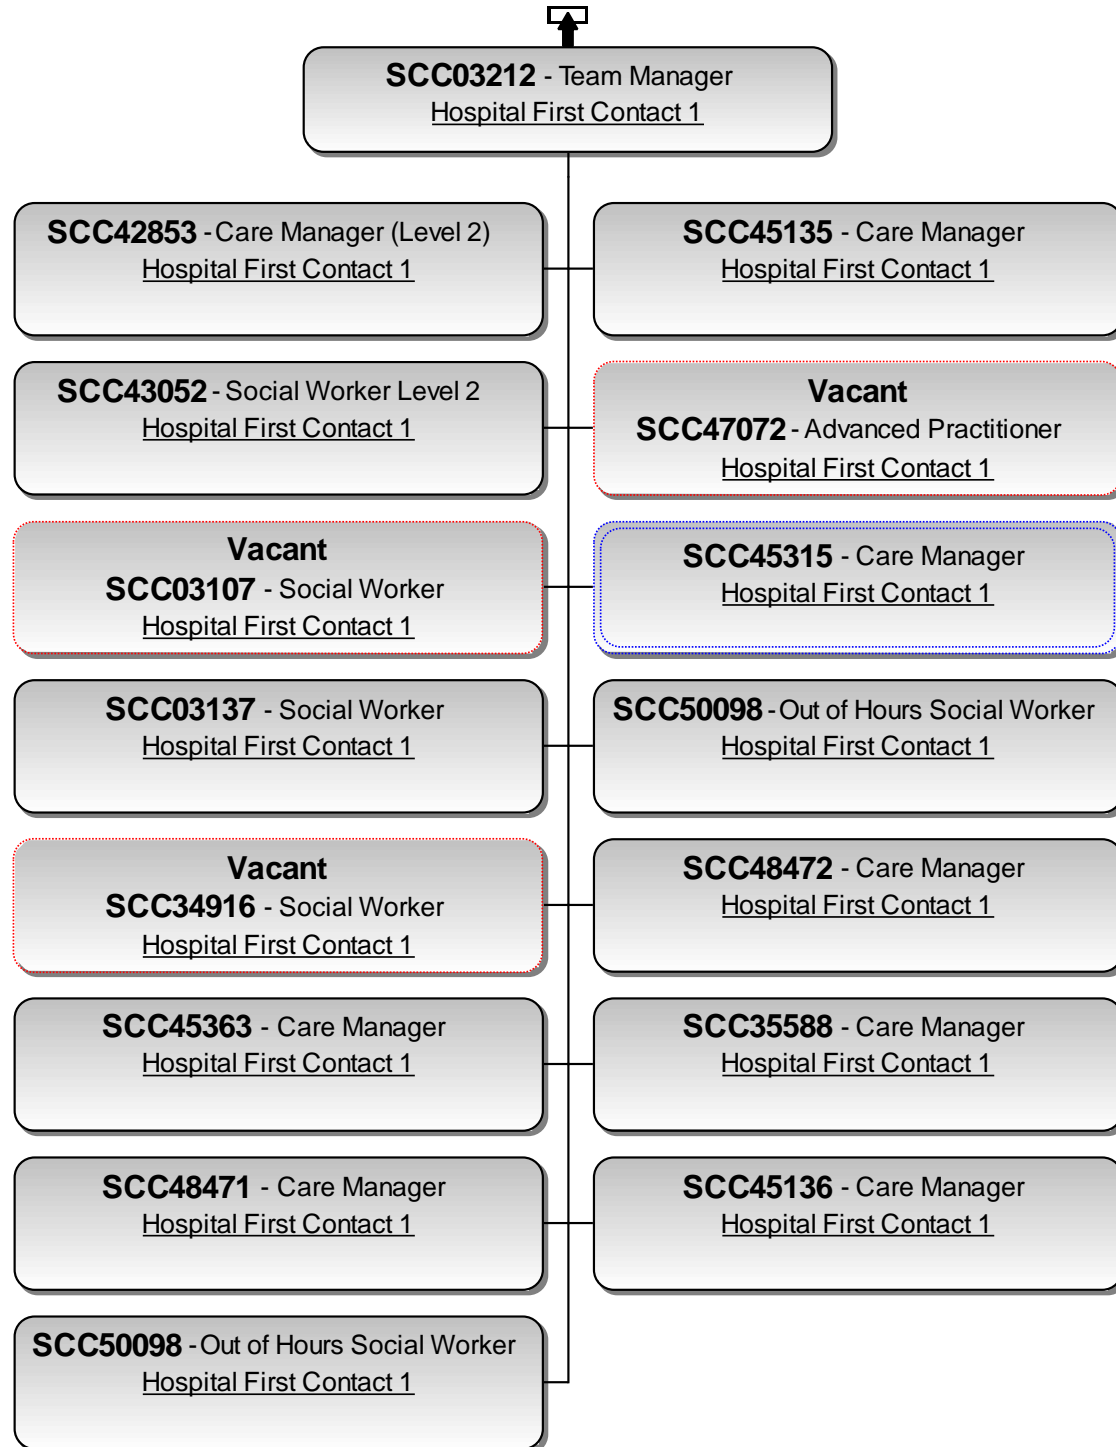 SCC03212 - Team Manager
Hospital First Contact 1
SCC42853 - Care Manager (Level 2)
Hospital First Contact 1
SCC45135 - Care Manager
Hospital First Contact 1
SCC43052 - Social Worker Level 2
Hospital First Contact 1
Vacant
SCC47072 - Advanced Practitioner
Hospital First Contact 1
Vacant
SCC03107 - Social Worker
Hospital First Contact 1
SCC45315 - Care Manager
Hospital First Contact 1
SCC03137 - Social Worker
Hospital First Contact 1
SCC50098 - Out of Hours Social Worker
Hospital First Contact 1
Vacant
SCC34916 - Social Worker
Hospital First Contact 1
SCC48472 - Care Manager
Hospital First Contact 1
SCC45363 - Care Manager
Hospital First Contact 1
SCC35588 - Care Manager
Hospital First Contact 1
SCC48471 - Care Manager
Hospital First Contact 1
SCC45136 - Care Manager
Hospital First Contact 1
SCC50098 - Out of Hours Social Worker
Hospital First Contact 1